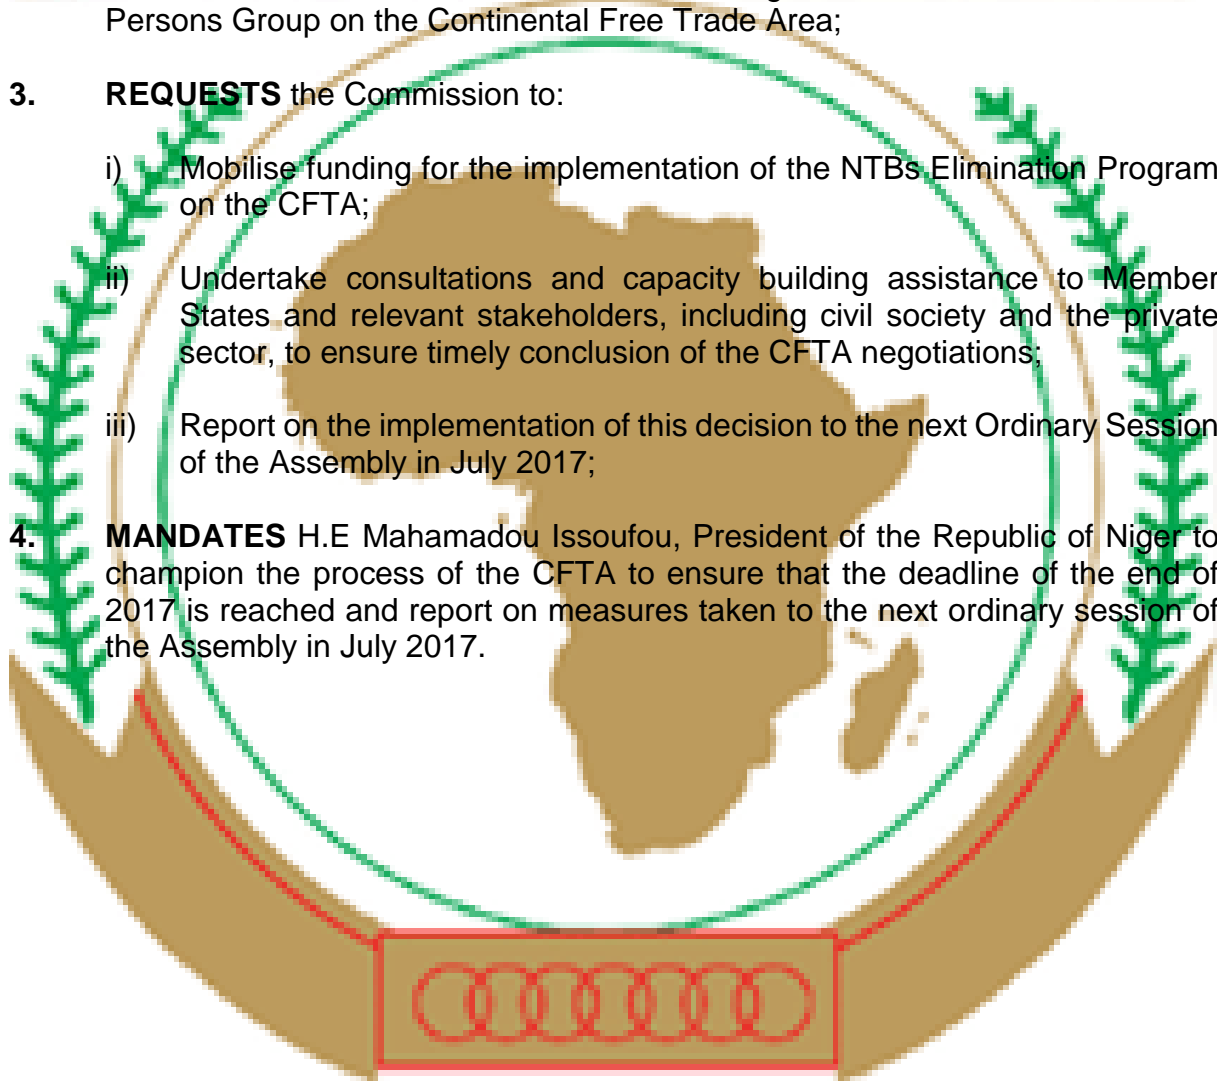 Persons Group on the Continental Free Trade Area;
3. REQUESTS the Commission to:
i) Mobilise funding for the implementation of the NTBs Elimination Program
on the CFTA;
ii) Undertake consultations and capacity building assistance to Member
States and relevant stakeholders, including civil society and the private
sector, to ensure timely conclusion of the CFTA negotiations;
iii) Report on the implementation of this decision to the next Ordinary Session
of the Assembly in July 2017;
4. MANDATES H.E Mahamadou Issoufou, President of the Republic of Niger to
champion the process of the CFTA to ensure that the deadline of the end of
2017 is reached and report on measures taken to the next ordinary session of
the Assembly in July 2017.